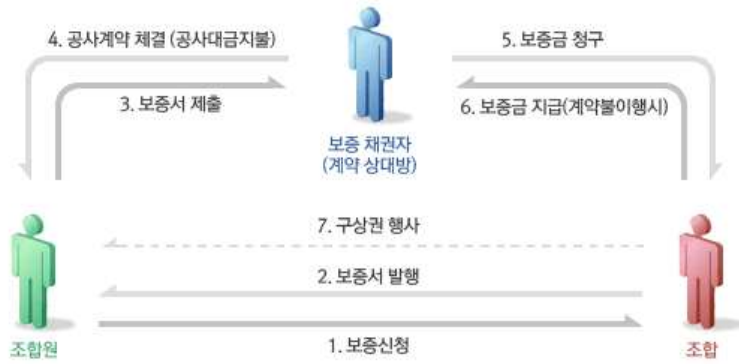 4. 공사계약 체결 (공사대금지불)
5. 보증금 청구
3. 보증서 제출
6. 보증금 지급(계약불이행시)
보증 채권자
(계약 상대방)
7. 구상권 행사
2. 보증서 발행
조합원
1. 보증신청
조합